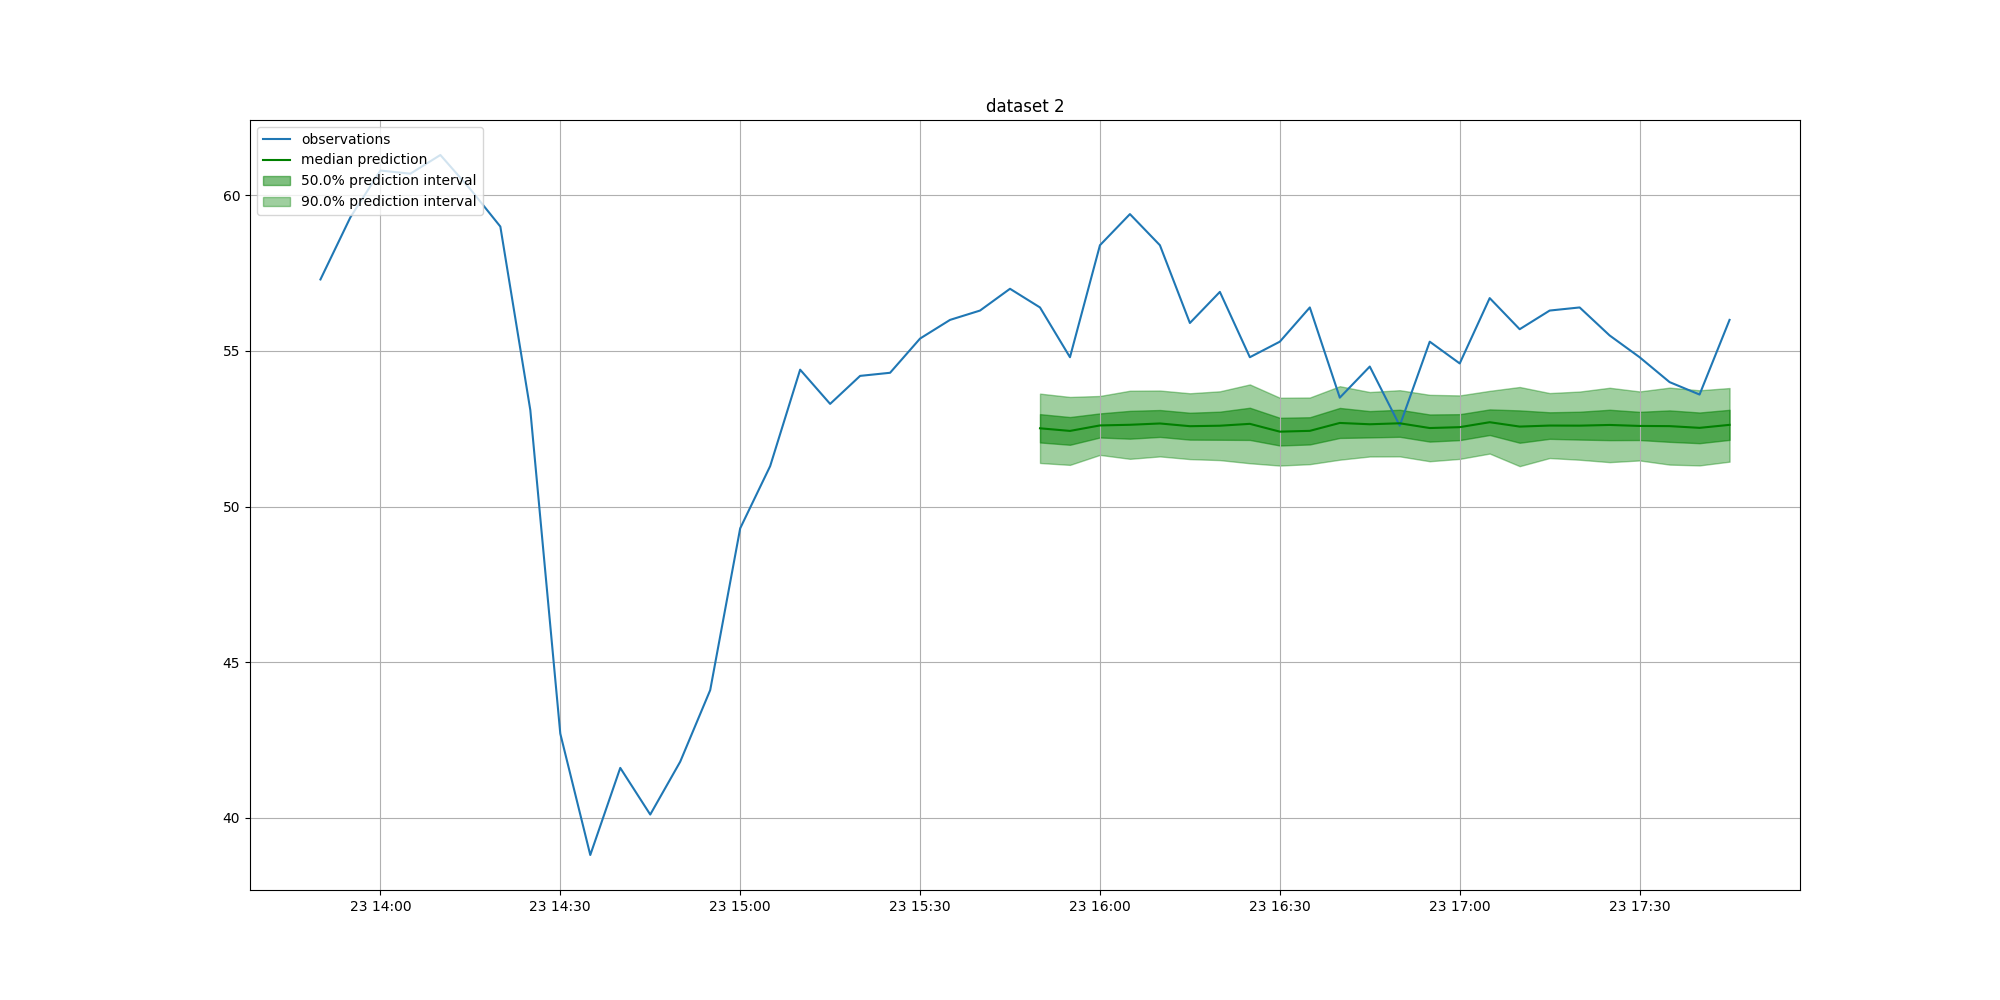 dataset 2
observations
median prediction
50.0% prediction interval
90.0% prediction interval
60
55
50
45
40
23 14:00
23 14:30
23 15:00
23 15:30
23 16:00
23 16:30
23 17:00
23 17:30